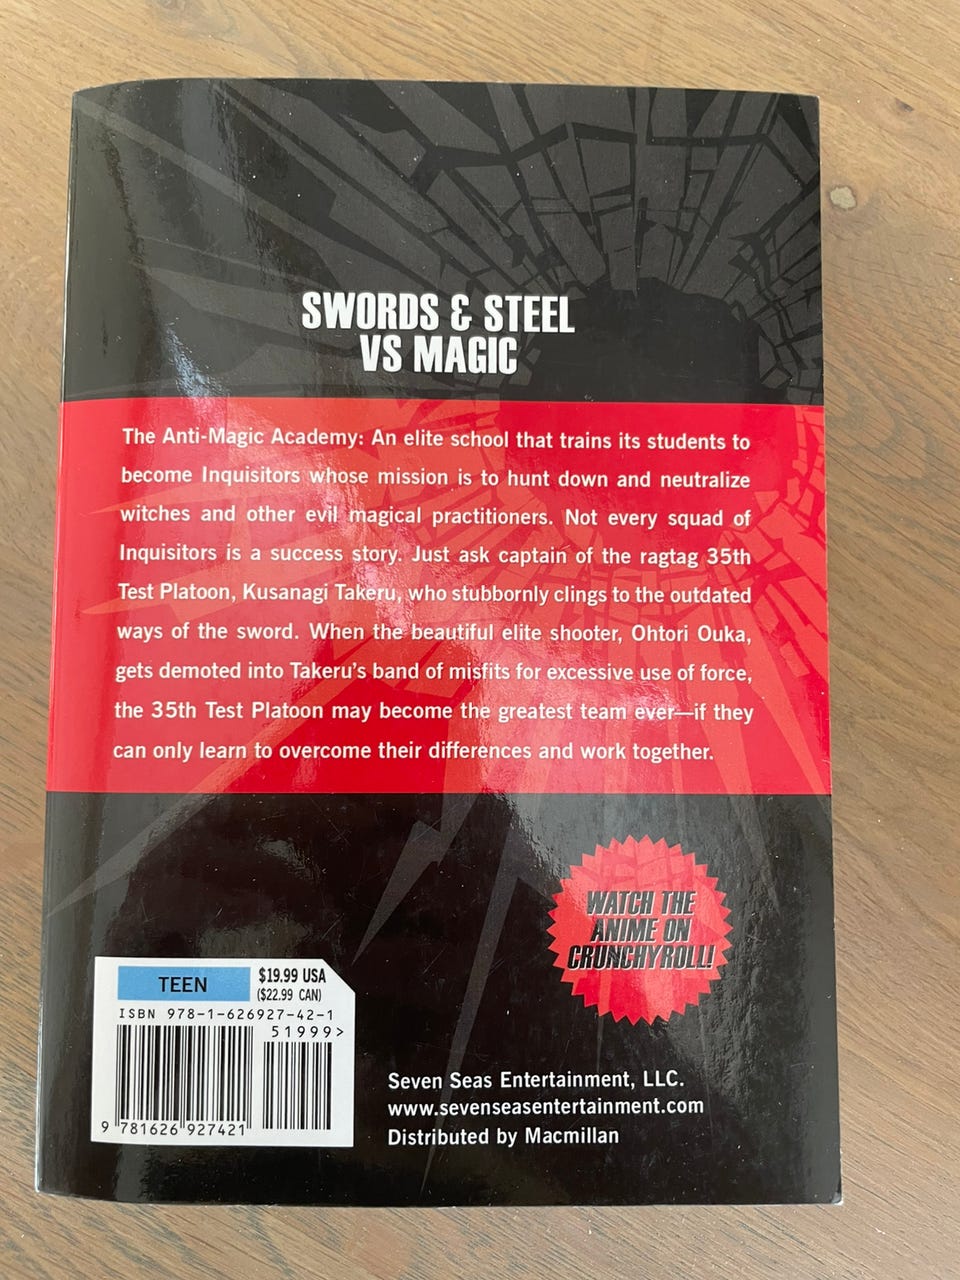 SWORDS & STEEL
VS MAGIC
The Anti-Magic Academy: An elite school that trains its students to
become Inquisitors whose mission is to hunt down and neutralize
witches and other evil magical practitioners. Not every squad of
Inquisitors is a success story. Just ask captain of the ragtag 35th
Test Platoon, Kusanagi Takeru, who stubbornly clings to the outdated
ways of the sword. When the beautiful elite shooter, Ohtori Ouka,
gets demoted into Takeru's band of misfits for excessive use of force,
the 35th Test Platoon may become the greatest team ever—if they
can only learn to overcome their differences and work together.
WATCH THE
ANIME ON
CRUNCHYROLL!
TEEN
$19.99 USA
($22.99 CAN)
ISBN 978-1-626927-42-1
51999>
9 781626 927421
Seven Seas Entertainment, LLC.
www.sevenseasentertainment.com
Distributed by Macmillan